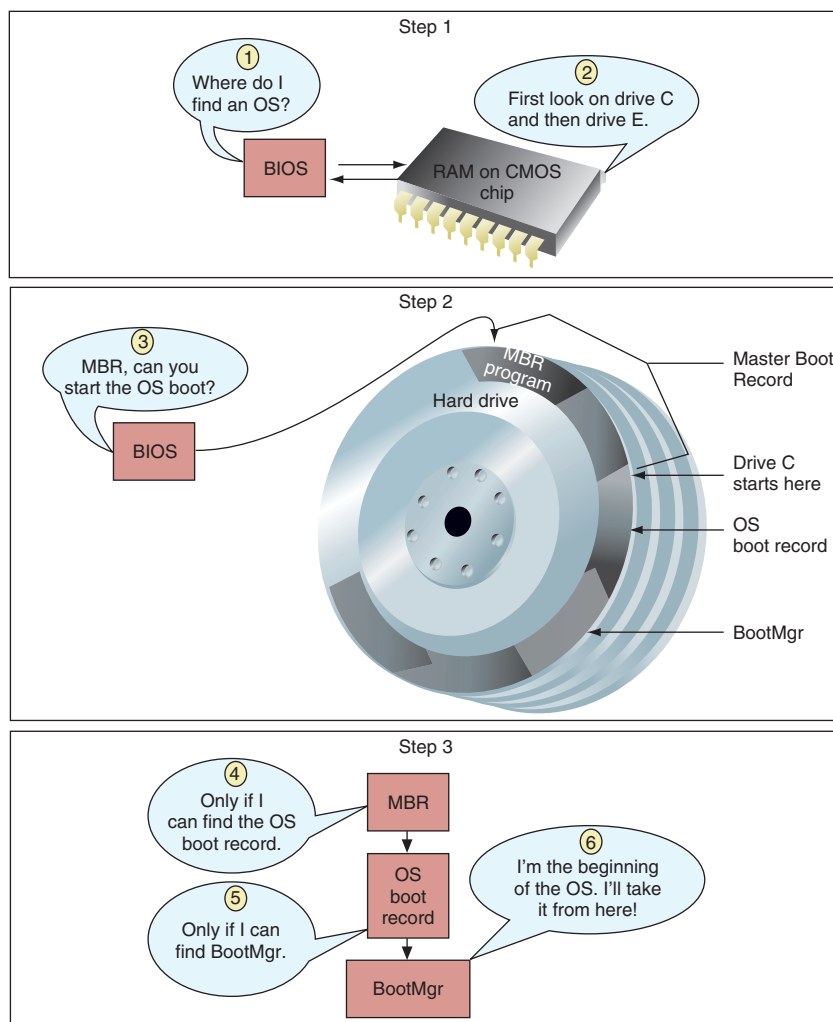 Step 1
1
Where do I
find an OS?
2
First look on drive C
and then drive E.
BIOS
RAM on CMOS
chip
Step 2
3
MBR, can you
start the OS boot?
BIOS
MBR
program
Hard drive
Master Boot
Record
Drive C
starts here
OS
boot record
BootMgr
Step 3
4
Only if I
can find the OS
boot record.
MBR
5
Only if I can
find BootMgr.
OS
boot
record
6
I'm the beginning
of the OS. I'll take
it from here!
BootMgr